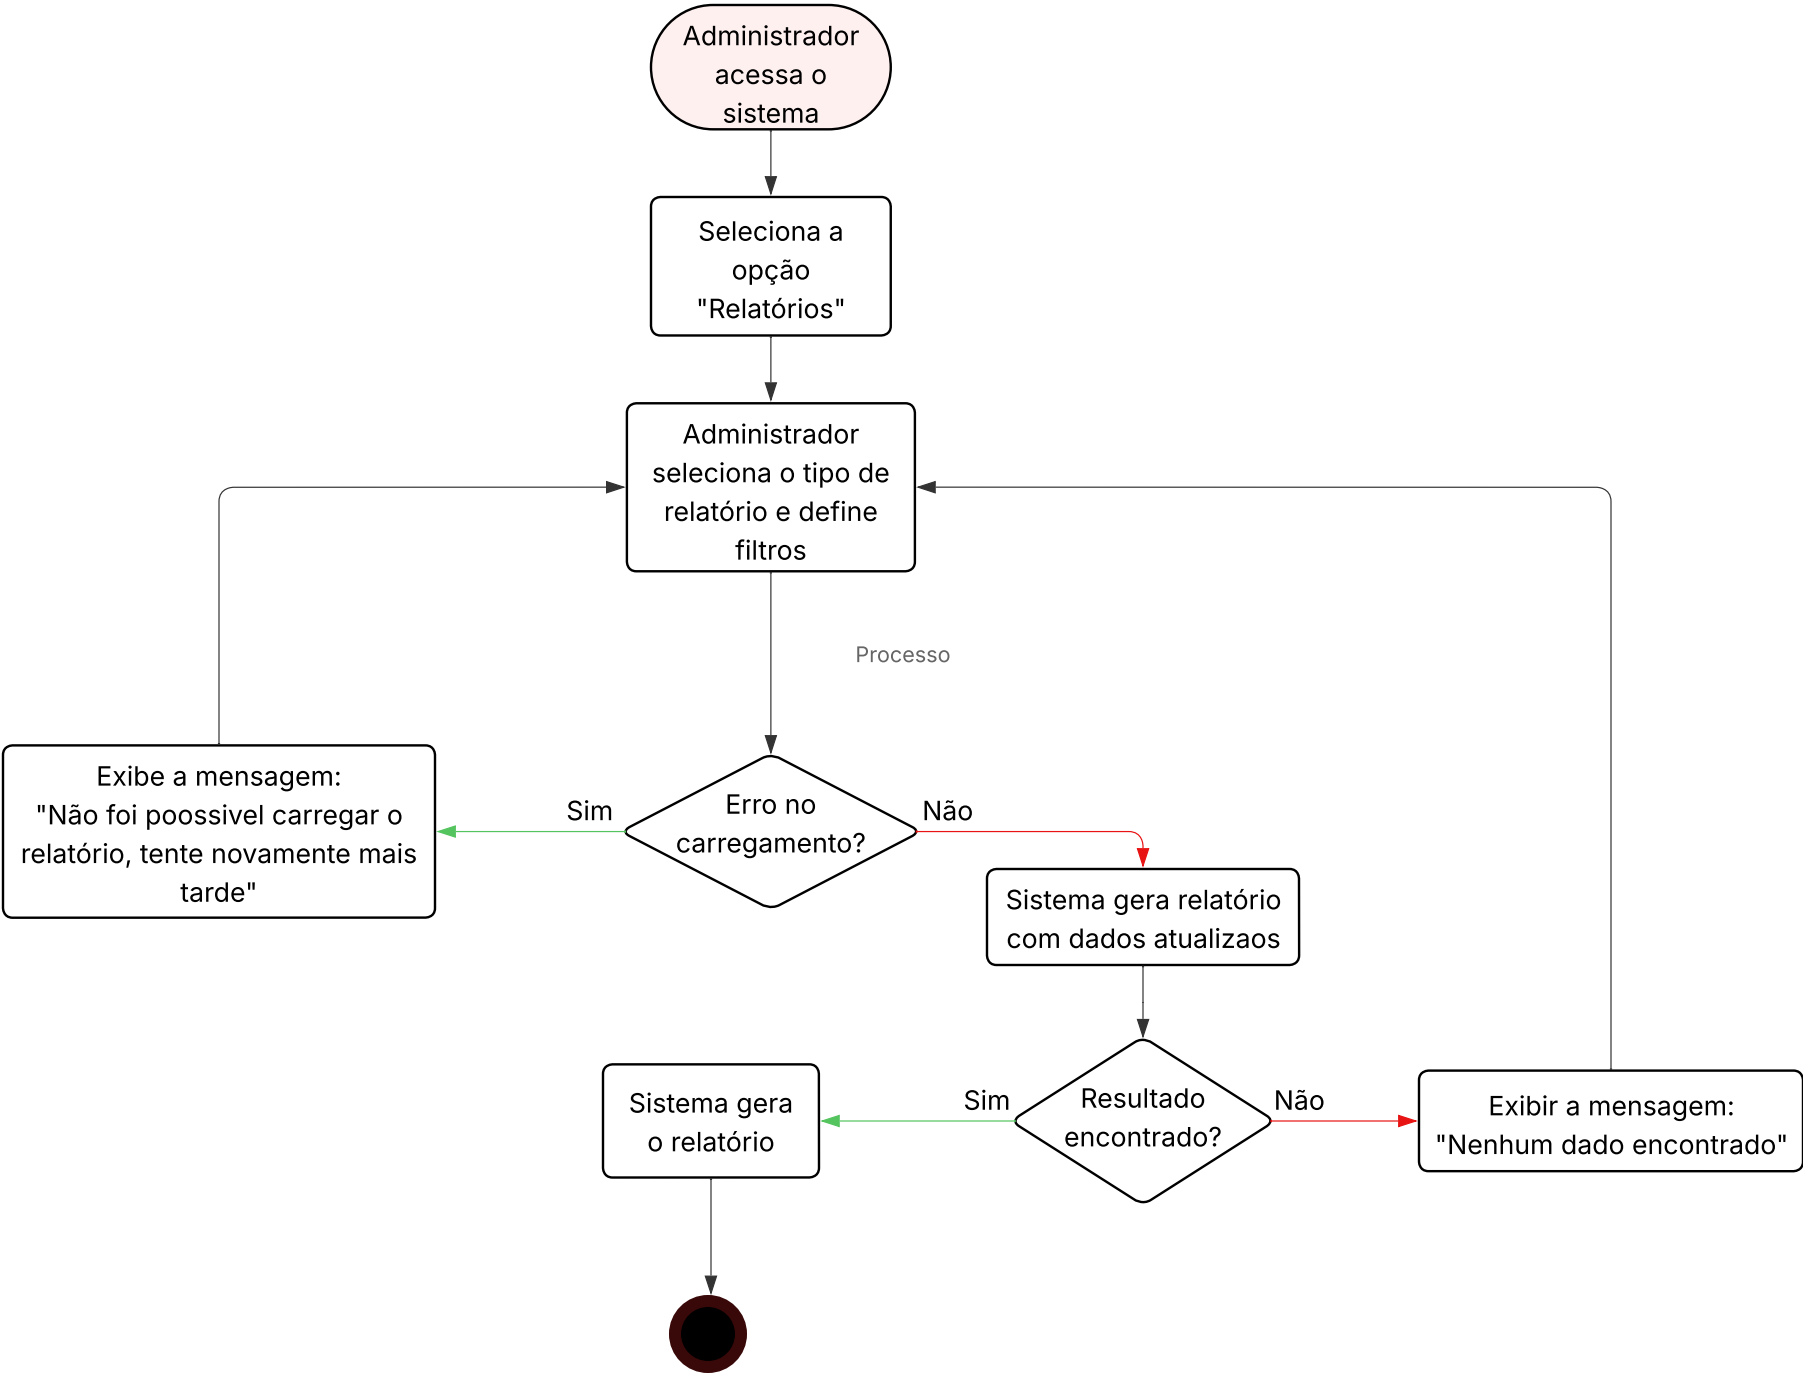 Administrador
acessa o
sistema
Seleciona a
opção
"Relatórios"
Administrador
seleciona o tipo de
relatório e define
filtros
Processo
Exibe a mensagem:
"Não foi poossivel carregar o
relatório, tente novamente mais
tarde"
Sim
Erro no
carregamento?
Não
Sistema gera relatório
com dados atualizaos
Sistema gera
o relatório
Sim
Resultado
encontrado?
Não
Exibir a mensagem:
"Nenhum dado encontrado"